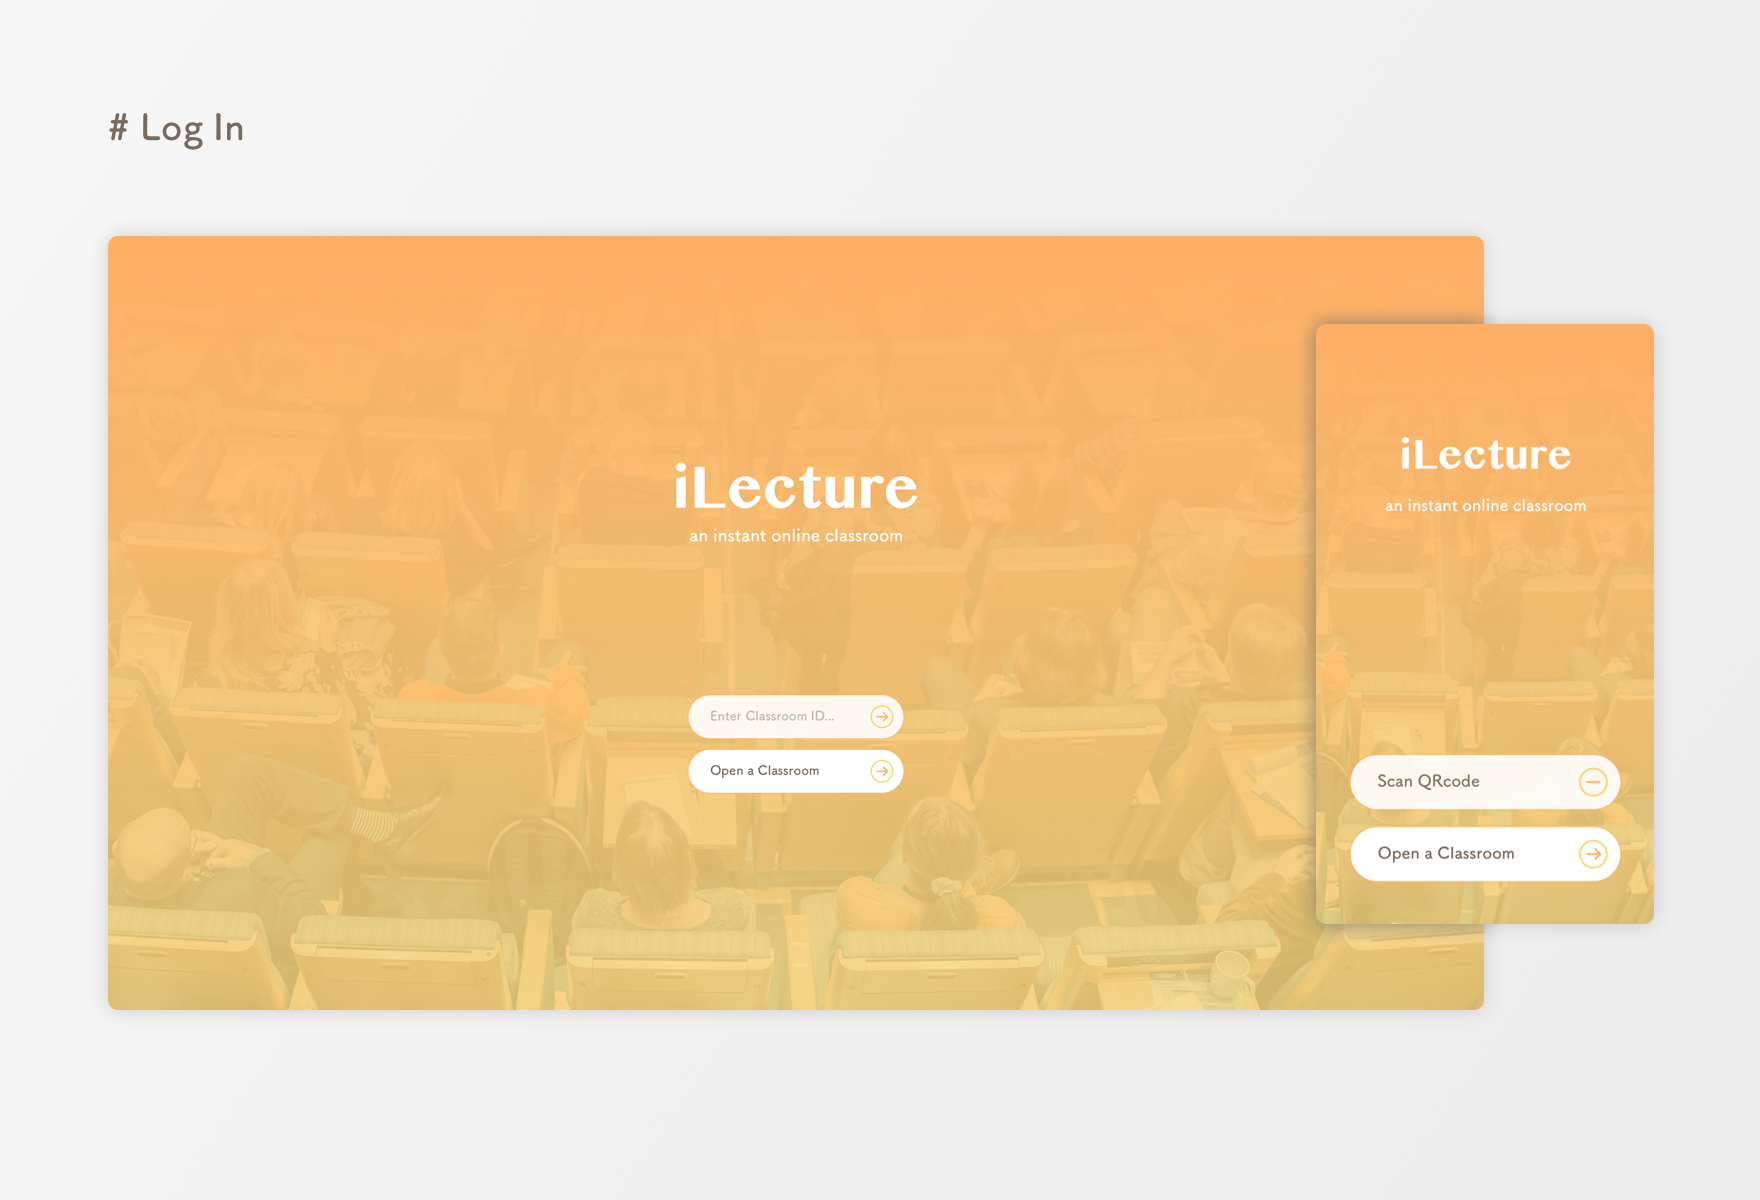 # Log In
iLecture
an instant online classroom
Enter Classroom ID...
Open a Classroom
iLecture
an instant online classroom
Scan QRcode
Open a Classroom